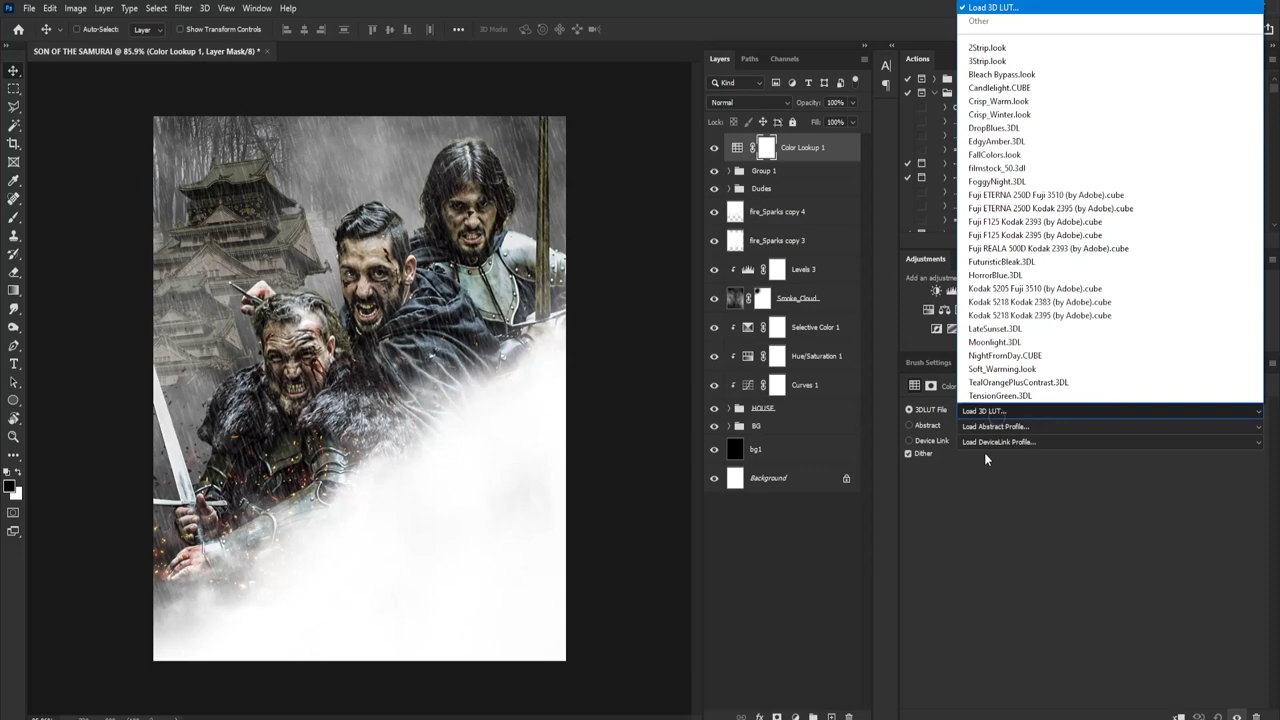 Ps File Edit Image Layer Type Select Filter 3D View Window Help
Auto-Select: Layer Show Transform Controls 3D Mode:
SON OF THE SAMURAI @ 85.9% (Color Lookup 1, Layer Mask/8) *
Layers Paths Channels
Kind
Normal Opacity: 100%
Lock: Fill: 100%
Color Lookup 1
Group 1
Dudes
fire_Sparks copy 4
fire_Sparks copy 3
Levels 3
Smoke_Cloud...
Selective Color 1
Hue/Saturation 1
Curves 1
HOUSE
BG
bg1
Background
Actions
Adjustments
Brush Settings
3DLUT File
Abstract
Device Link
Dither
Load 3D LUT...
Other
2Strip.look
3Strip.look
Bleach Bypass.look
Candlelight.CUBE
Crisp_Warm.look
Crisp_Winter.look
DropBlues.3DL
EdgyAmber.3DL
FallColors.look
filmstock_50.3dl
FoggyNight.3DL
Fuji ETERNA 250D Fuji 3510 (by Adobe).cube
Fuji ETERNA 250D Kodak 2395 (by Adobe).cube
Fuji F125 Kodak 2393 (by Adobe).cube
Fuji F125 Kodak 2395 (by Adobe).cube
Fuji REALA 500D Kodak 2393 (by Adobe).cube
FuturisticBleak.3DL
HorrorBlue.3DL
Kodak 5205 Fuji 3510 (by Adobe).cube
Kodak 5218 Kodak 2383 (by Adobe).cube
Kodak 5218 Kodak 2395 (by Adobe).cube
LateSunset.3DL
Moonlight.3DL
NightFromDay.CUBE
Soft_Warming.look
TealOrangePlusContrast.3DL
TensionGreen.3DL
Load 3D LUT...
Load Abstract Profile...
Load DeviceLink Profile...